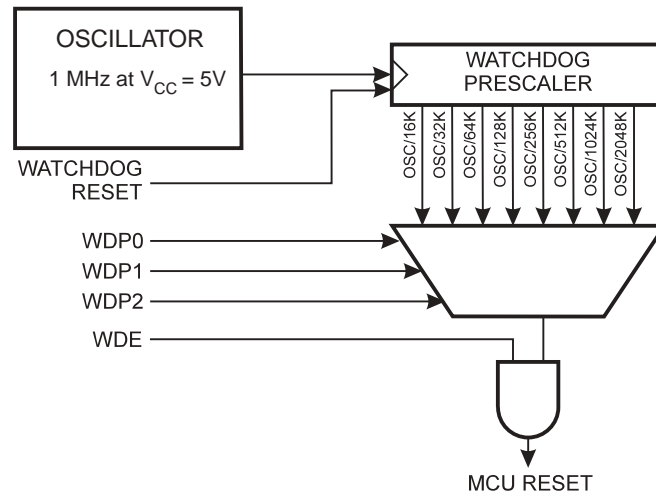 OSCILLATOR
1 MHz at VCC = 5V
WATCHDOG
PRESCALER
OSC/16K
OSC/32K
OSC/64K
OSC/128K
OSC/256K
OSC/512K
OSC/1024K
OSC/2048K
WATCHDOG
RESET
WDP0
WDP1
WDP2
WDE
MCU RESET